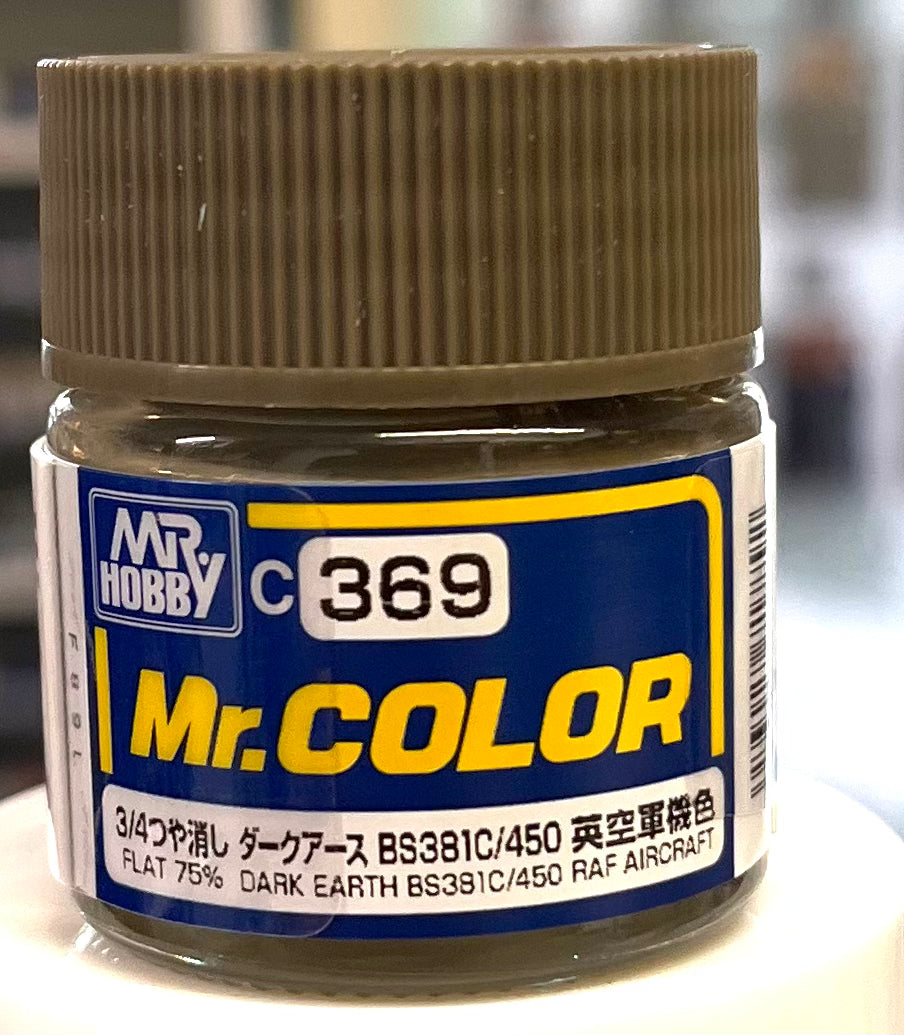 MR.
HOBBY
C 369
Mr.COLOR
3/4つや消し ダークアース BS381C/450 英空軍機色
FLAT 75% DARK EARTH BS381C/450 RAF AIRCRAFT